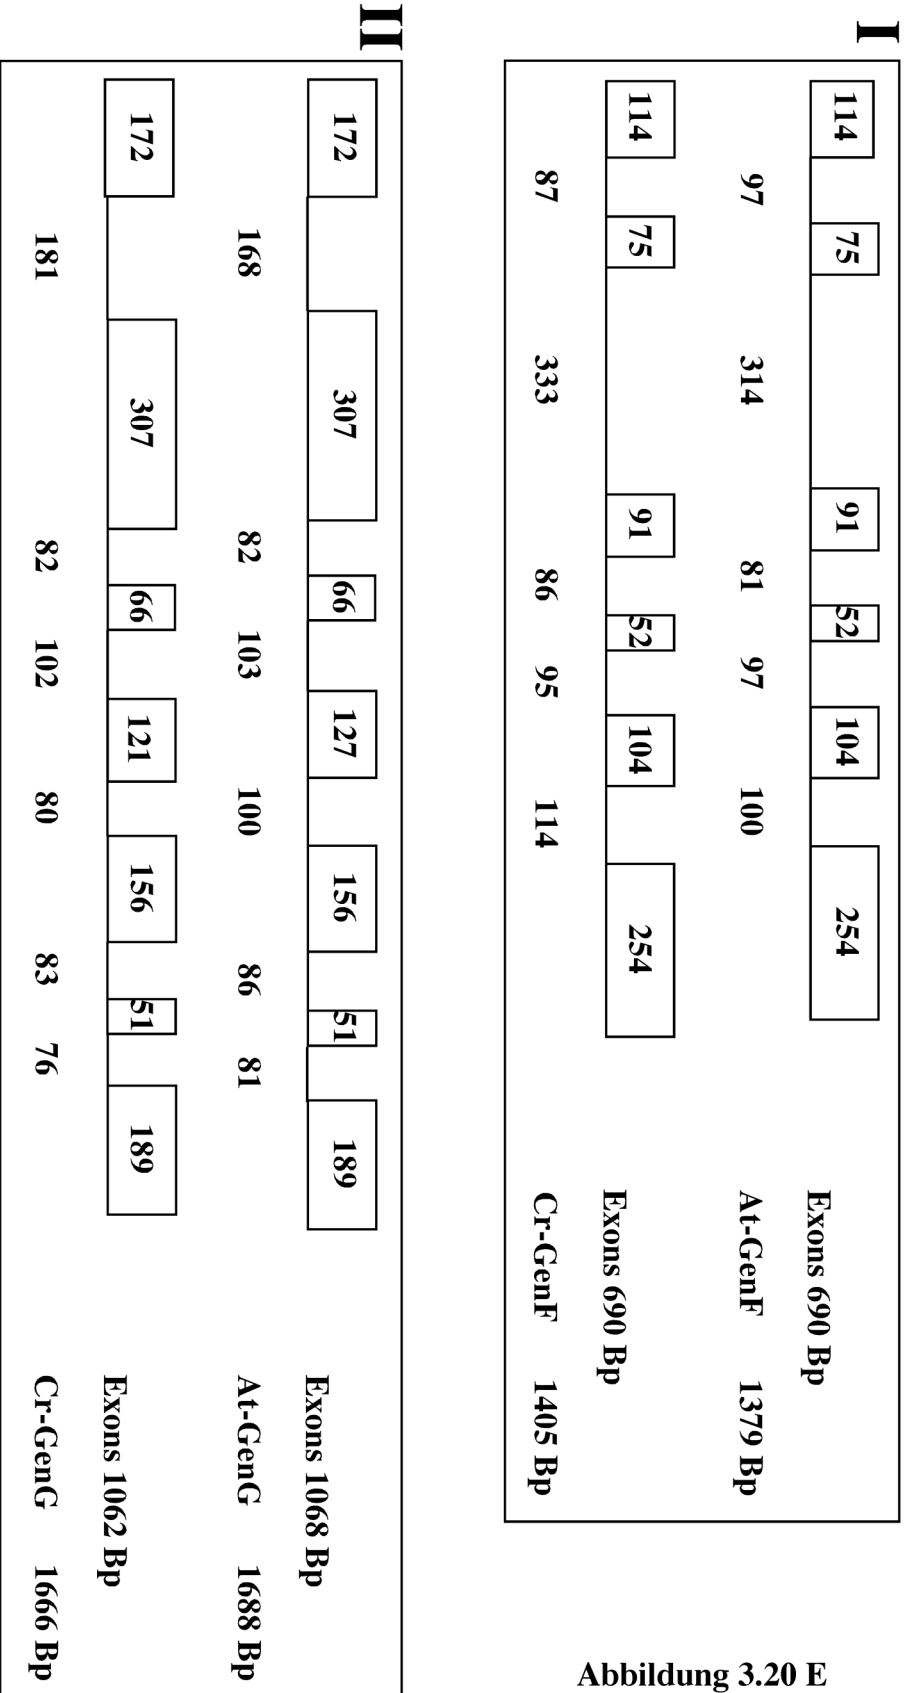 I
114 75 91 52 104 254 Exons 690 Bp
97 314 81 97 100 At-GenF 1379 Bp
114 75 91 52 104 254 Exons 690 Bp
87 333 86 95 114 Cr-GenF 1405 Bp
II
172 307 66 127 156 51 189 Exons 1068 Bp
168 82 103 100 86 81 At-GenG 1688 Bp
172 307 66 121 156 51 189 Exons 1062 Bp
181 82 102 80 83 76 Cr-GenG 1666 Bp
Abbildung 3.20 E